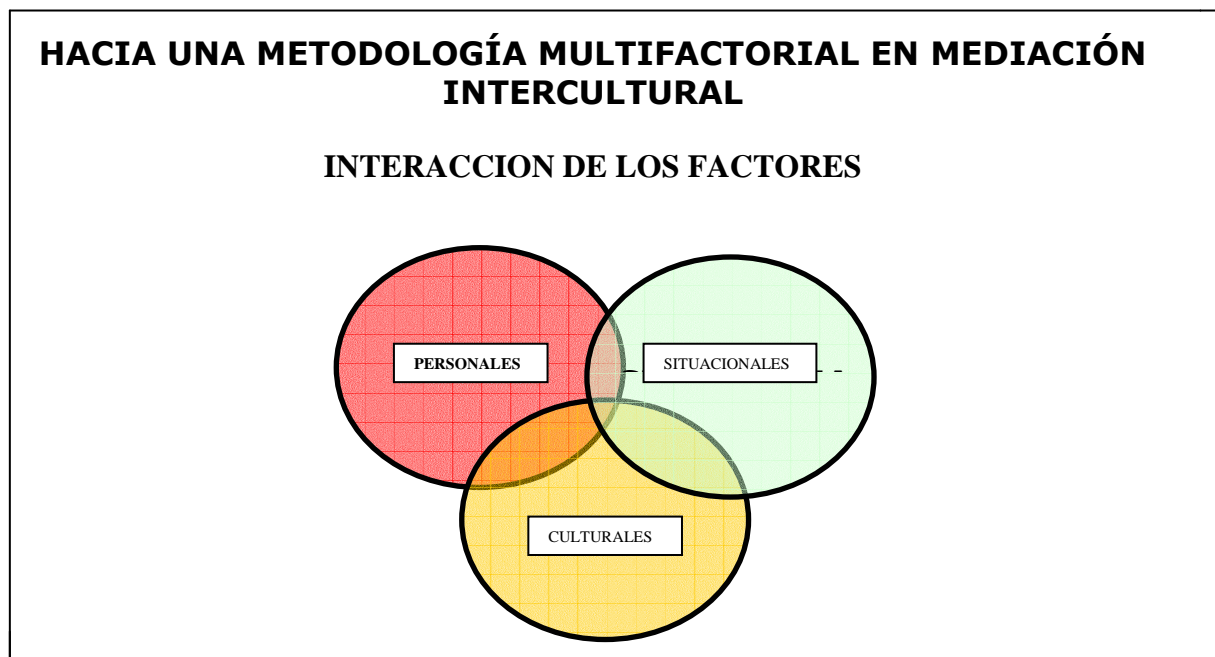 HACIA UNA METODOLOGÍA MULTIFACTORIAL EN MEDIACIÓN
INTERCULTURAL
INTERACCION DE LOS FACTORES
PERSONALES
SITUACIONALES
CULTURALES